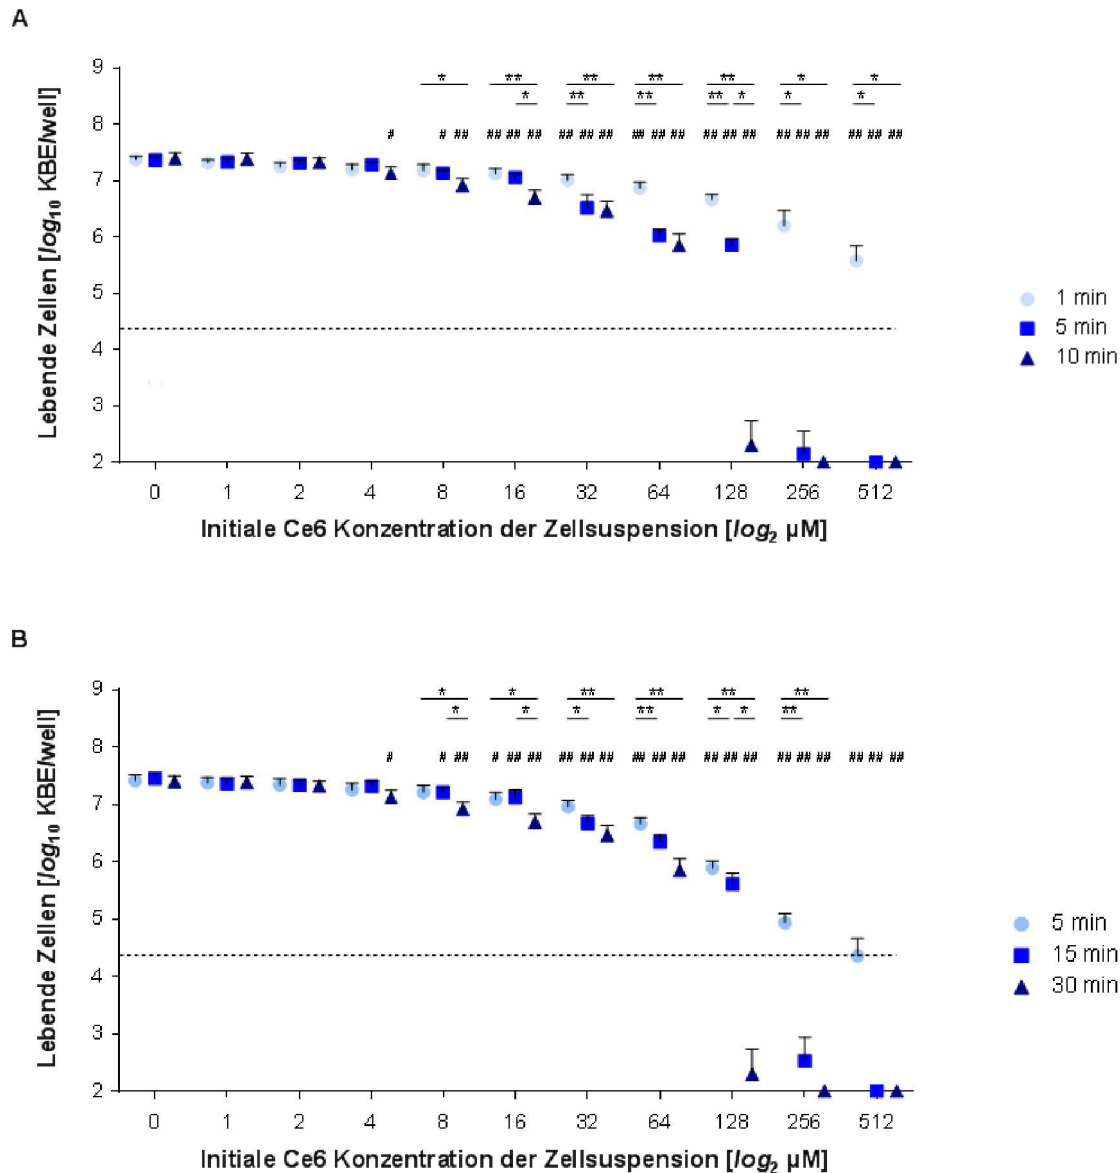 A
Lebende Zellen [log10 KBE/well]
9
8
7
6
5
4
3
2
* ** ** ** ** * *
* ** ** ** * * *
# # ## ## ## ## ## ## ## ## ## ## ## ## ## ## ## ## ## ## ##
0 1 2 4 8 16 32 64 128 256 512
Initiale Ce6 Konzentration der Zellsuspension [log2 µM]
1 min
5 min
10 min
B
Lebende Zellen [log10 KBE/well]
9
8
7
6
5
4
3
2
* * ** ** ** **
* * * ** * * **
# # ## # ## ## ## ## ## ## ## ## ## ## ## ## ## ## ## ## ##
0 1 2 4 8 16 32 64 128 256 512
Initiale Ce6 Konzentration der Zellsuspension [log2 µM]
5 min
15 min
30 min